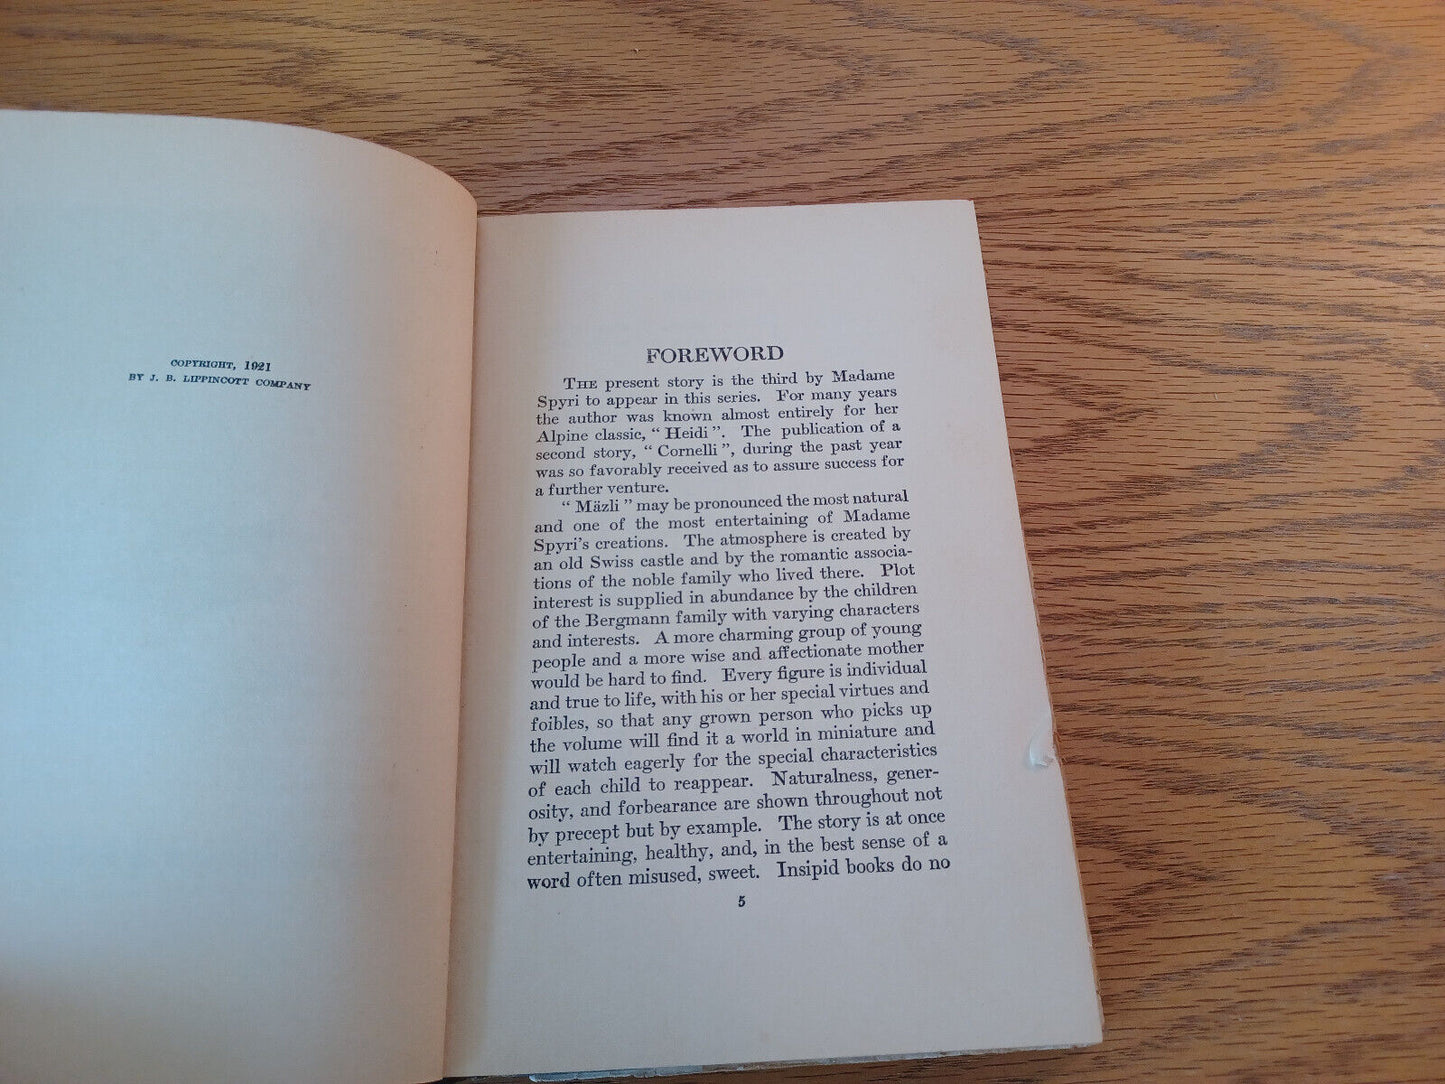 COPYRIGHT, 1921
BY J. B. LIPPINCOTT COMPANY
FOREWORD
THE present story is the third by Madame
Spyri to appear in this series. For many years
the author was known almost entirely for her
Alpine classic, “ Heidi ”. The publication of a
second story, “ Cornelli ”, during the past year
was so favorably received as to assure success for
a further venture.
“ Mäzli ” may be pronounced the most natural
and one of the most entertaining of Madame
Spyri's creations. The atmosphere is created by
an old Swiss castle and by the romantic associa-
tions of the noble family who lived there. Plot
interest is supplied in abundance by the children
of the Bergmann family with varying characters
and interests. A more charming group of young
people and a more wise and affectionate mother
would be hard to find. Every figure is individual
and true to life, with his or her special virtues and
foibles, so that any grown person who picks up
the volume will find it a world in miniature and
will watch eagerly for the special characteristics
of each child to reappear. Naturalness, gener-
osity, and forbearance are shown throughout not
by precept but by example. The story is at once
entertaining, healthy, and, in the best sense of a
word often misused, sweet. Insipid books do no
5